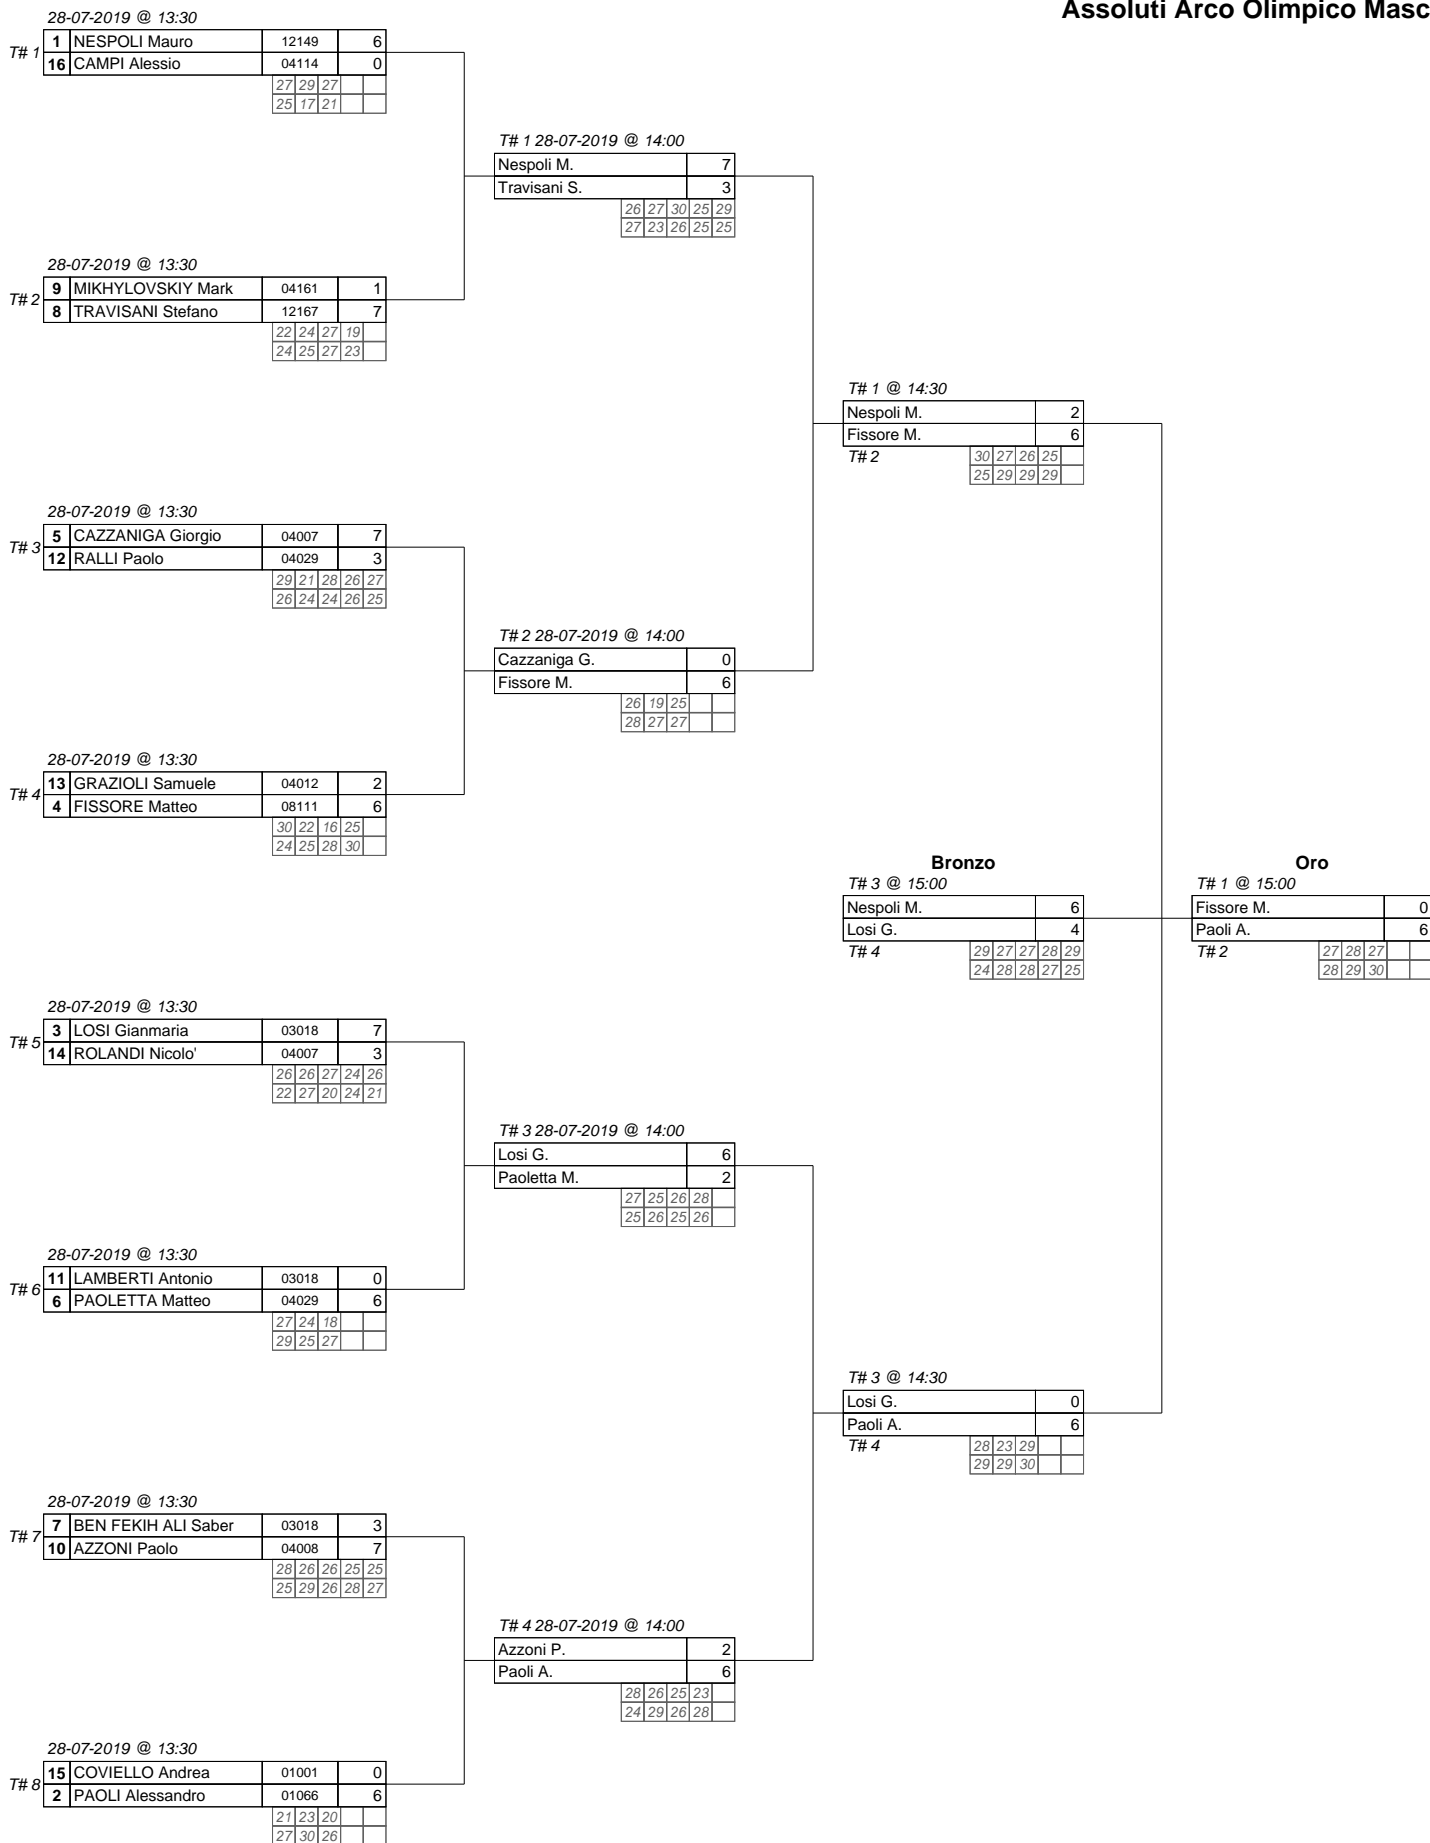 Assoluti Arco Olimpico Masc
28-07-2019 @ 13:30
T# 1
1 NESPOLI Mauro 12149 6
16 CAMPI Alessio 04114 0
27 29 27
25 17 21
T# 1 28-07-2019 @ 14:00
Nespoli M. 7
Travisani S. 3
26 27 30 25 29
27 23 26 25 25
28-07-2019 @ 13:30
T# 2
9 MIKHYLOVSKIY Mark 04161 1
8 TRAVISANI Stefano 12167 7
22 24 27 19
24 25 27 23
T# 1 @ 14:30
Nespoli M. 2
Fissore M. 6
T# 2
30 27 26 25
25 29 29 29
28-07-2019 @ 13:30
T# 3
5 CAZZANIGA Giorgio 04007 7
12 RALLI Paolo 04029 3
29 21 28 26 27
26 24 24 26 25
T# 2 28-07-2019 @ 14:00
Cazzaniga G. 0
Fissore M. 6
26 19 25
28 27 27
28-07-2019 @ 13:30
T# 4
13 GRAZIOLI Samuele 04012 2
4 FISSORE Matteo 08111 6
30 22 16 25
24 25 28 30
Bronzo
T# 3 @ 15:00
Nespoli M. 6
Losi G. 4
T# 4
29 27 27 28 29
24 28 28 27 25
Oro
T# 1 @ 15:00
Fissore M. 0
Paoli A. 6
T# 2
27 28 27
28 29 30
28-07-2019 @ 13:30
T# 5
3 LOSI Gianmaria 03018 7
14 ROLANDI Nicolo' 04007 3
26 26 27 24 26
22 27 20 24 21
T# 3 28-07-2019 @ 14:00
Losi G. 6
Paoletta M. 2
27 25 26 28
25 26 25 26
28-07-2019 @ 13:30
T# 6
11 LAMBERTI Antonio 03018 0
6 PAOLETTA Matteo 04029 6
27 24 18
29 25 27
T# 3 @ 14:30
Losi G. 0
Paoli A. 6
T# 4
28 23 29
29 29 30
28-07-2019 @ 13:30
T# 7
7 BEN FEKIH ALI Saber 03018 3
10 AZZONI Paolo 04008 7
28 26 26 25 25
25 29 26 28 27
T# 4 28-07-2019 @ 14:00
Azzoni P. 2
Paoli A. 6
28 26 25 23
24 29 26 28
28-07-2019 @ 13:30
T# 8
15 COVIELLO Andrea 01001 0
2 PAOLI Alessandro 01066 6
21 23 20
27 30 26